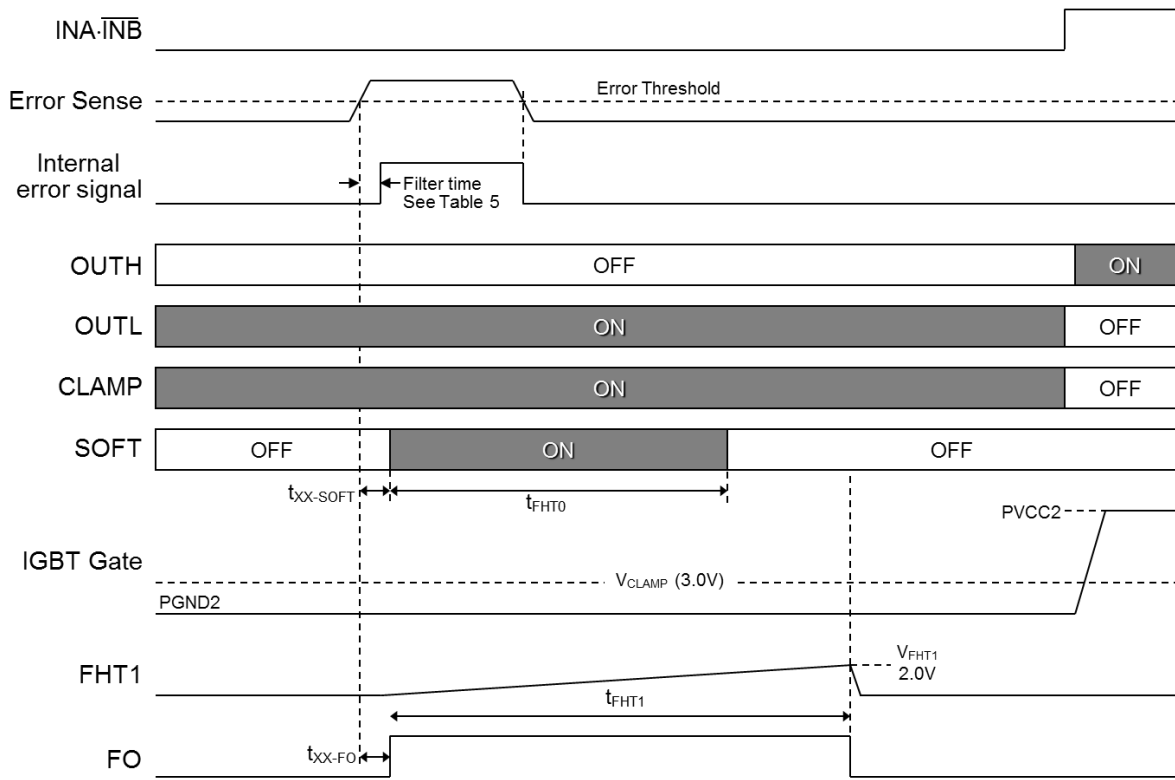 INA·I̅N̅B̅
Error Sense
Error Threshold
Internal
error signal
Filter time
See Table 5
OUTH
OFF
ON
OUTL
ON
OFF
CLAMP
ON
OFF
SOFT
OFF
ON
OFF
tXX-SOFT
tFHT0
PVCC2
IGBT Gate
VCLAMP (3.0V)
PGND2
FHT1
VFHT1
2.0V
tFHT1
tXX-FO
FO